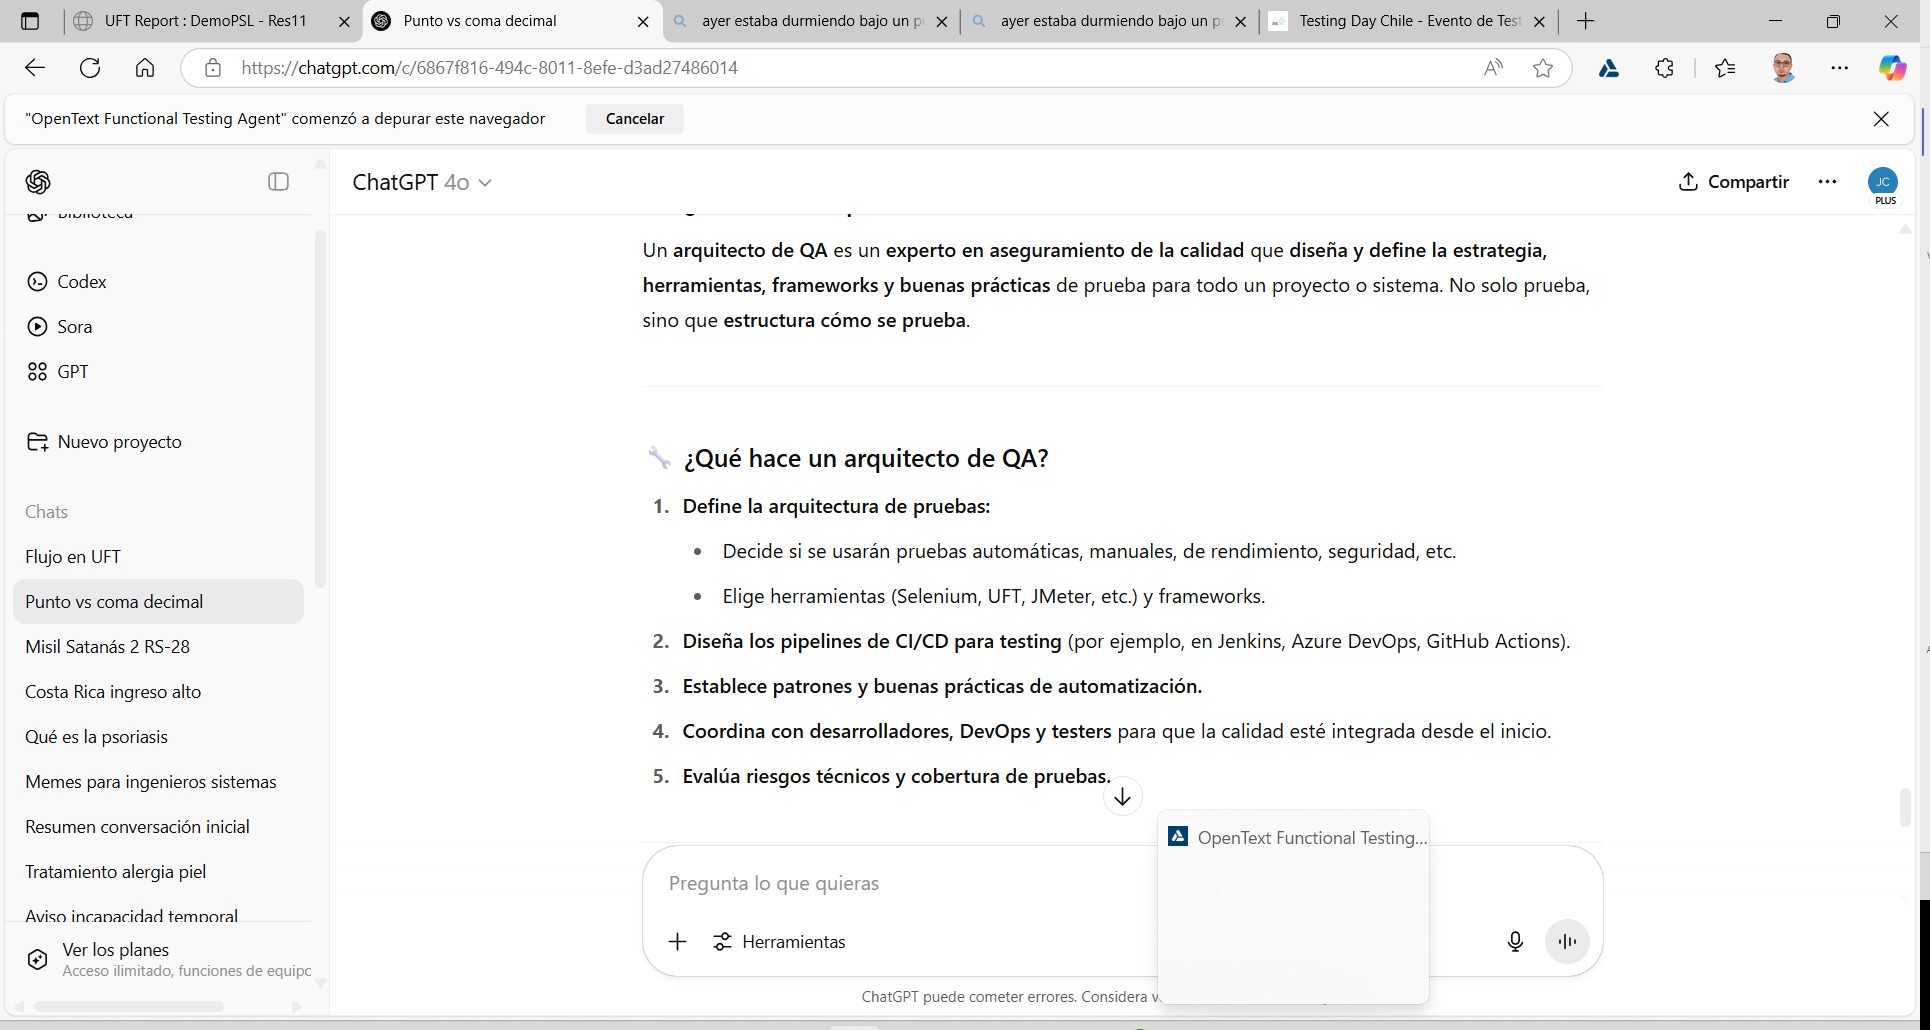 UFT Report : DemoPSL - Res11
Punto vs coma decimal
ayer estaba durmiendo bajo un p
ayer estaba durmiendo bajo un p
Testing Day Chile - Evento de Test
https://chatgpt.com/c/6867f816-494c-8011-8efe-d3ad27486014
"OpenText Functional Testing Agent" comenzó a depurar este navegador
Cancelar
ChatGPT 4o
Compartir
JC
PLUS
Biblioteca
Codex
Sora
GPT
Nuevo proyecto
Chats
Flujo en UFT
Punto vs coma decimal
Misil Satanás 2 RS-28
Costa Rica ingreso alto
Qué es la psoriasis
Memes para ingenieros sistemas
Resumen conversación inicial
Tratamiento alergia piel
Aviso incapacidad temporal
Ver los planes
Acceso ilimitado, funciones de equipo
Un arquitecto de QA es un experto en aseguramiento de la calidad que diseña y define la estrategia,
herramientas, frameworks y buenas prácticas de prueba para todo un proyecto o sistema. No solo prueba,
sino que estructura cómo se prueba.
¿Qué hace un arquitecto de QA?
1. Define la arquitectura de pruebas:
• Decide si se usarán pruebas automáticas, manuales, de rendimiento, seguridad, etc.
• Elige herramientas (Selenium, UFT, JMeter, etc.) y frameworks.
2. Diseña los pipelines de CI/CD para testing (por ejemplo, en Jenkins, Azure DevOps, GitHub Actions).
3. Establece patrones y buenas prácticas de automatización.
4. Coordina con desarrolladores, DevOps y testers para que la calidad esté integrada desde el inicio.
5. Evalúa riesgos técnicos y cobertura de pruebas.
OpenText Functional Testing...
Pregunta lo que quieras
Herramientas
ChatGPT puede cometer errores. Considera v